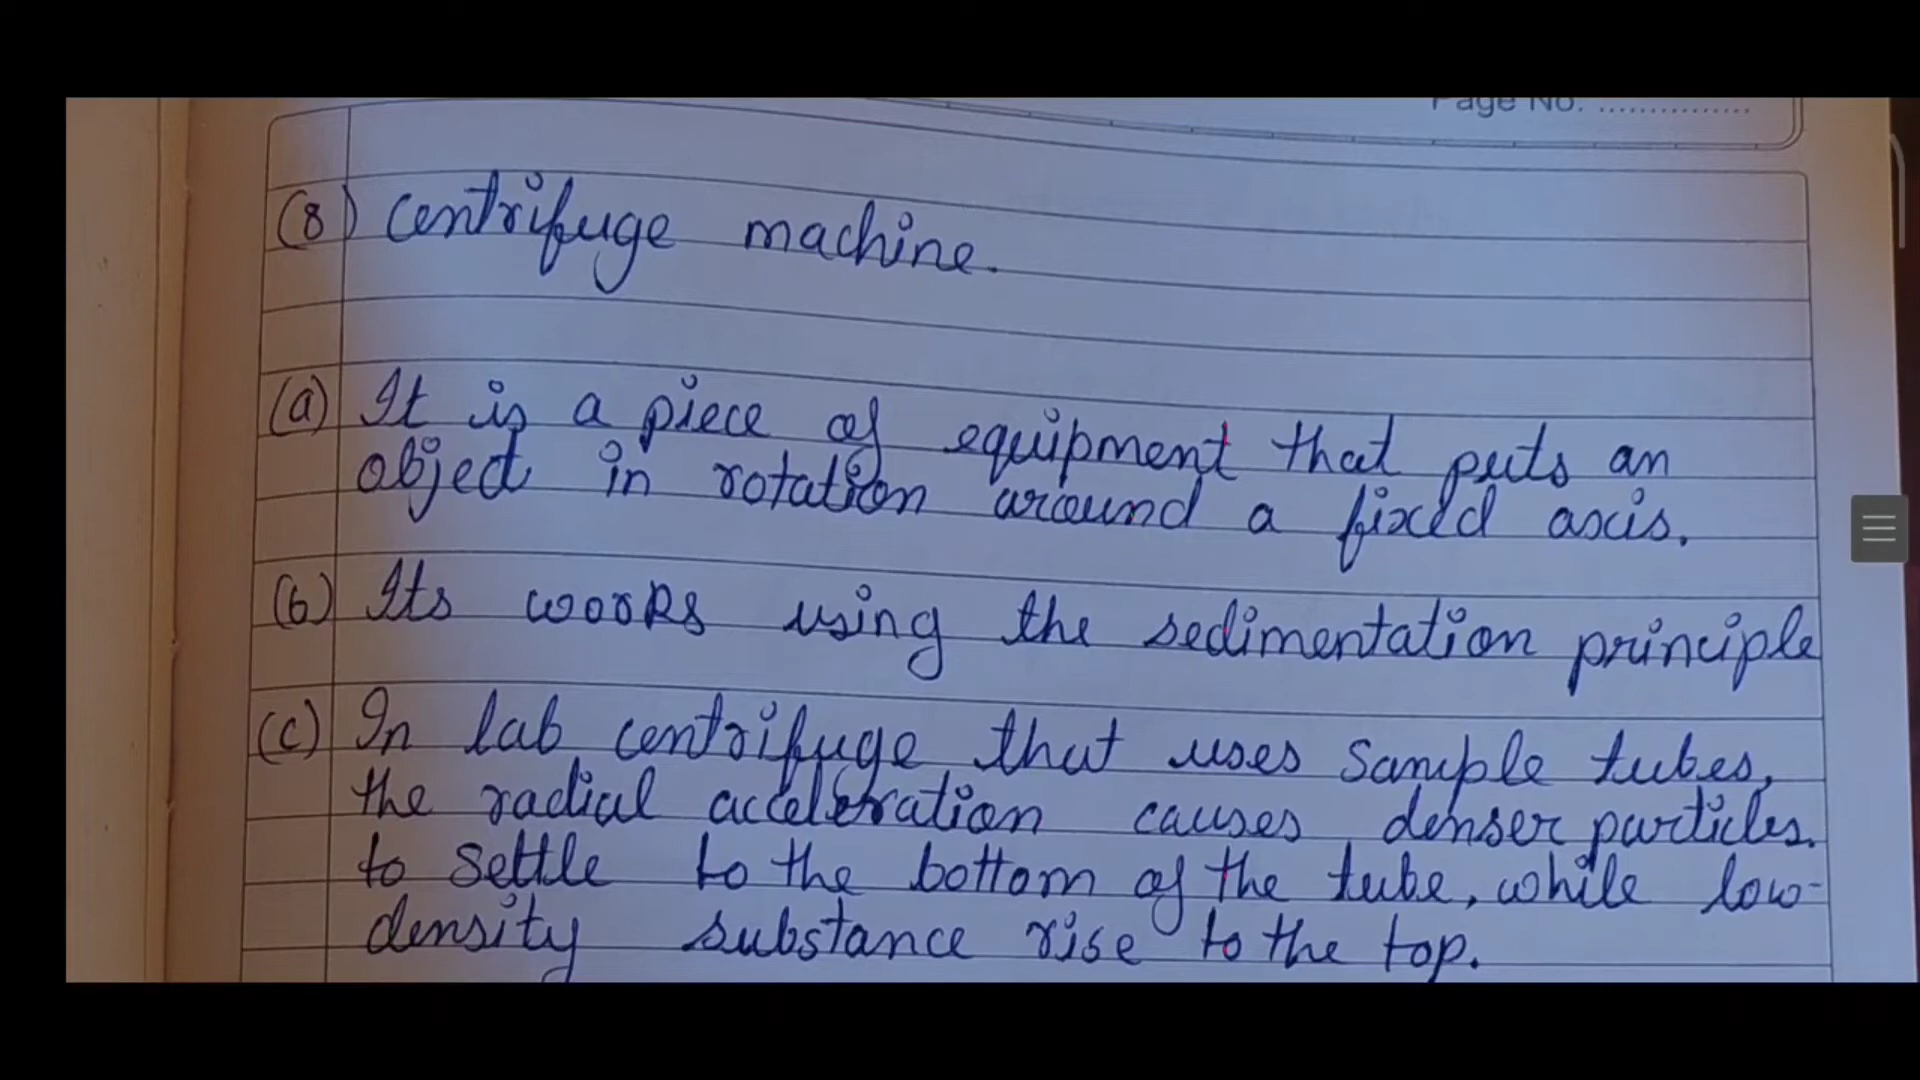 Page No. ...............
(8) Centrifuge machine.
(a) It is a piece of equipment that puts an
object in rotation around a fixed axis.
(b) Its works using the sedimentation principle
(c) In lab centrifuge that uses sample tubes,
the radial acceleration causes denser particles.
to settle to the bottom of the tube, while low-
density substance rise to the top.